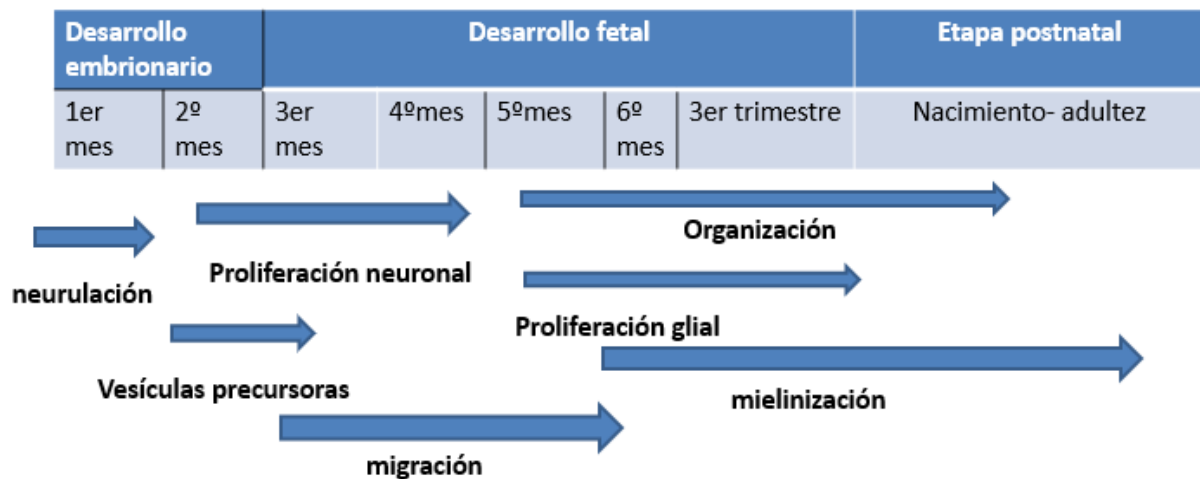 Desarrollo embrionario
Desarrollo fetal
Etapa postnatal
1er mes
2º mes
3er mes
4ºmes
5ºmes
6º mes
3er trimestre
Nacimiento- adultez
Organización
Proliferación neuronal
neurulación
Proliferación glial
Vesículas precursoras
mielinización
migración